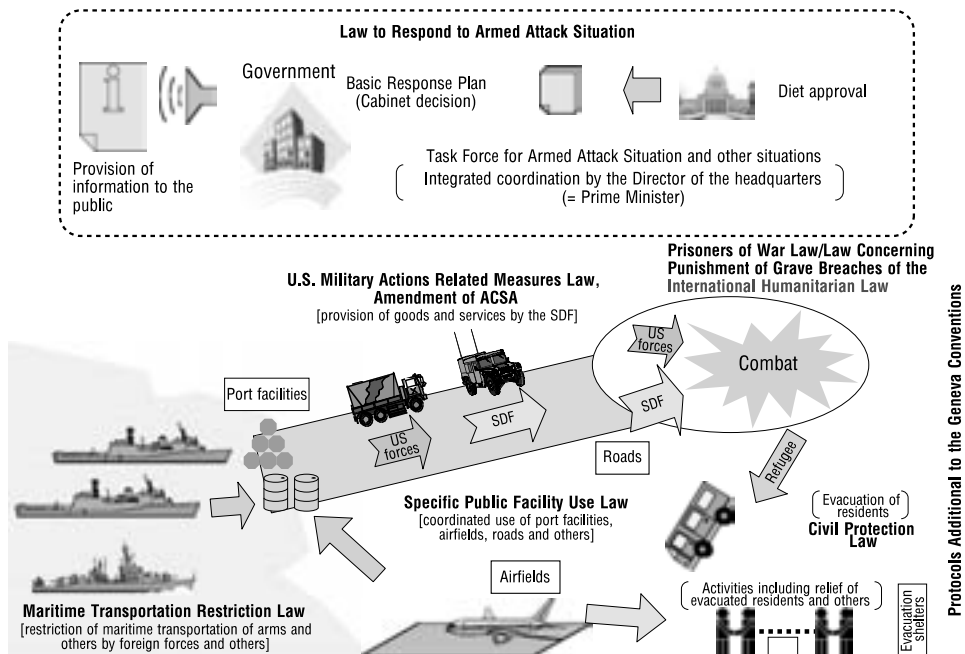 Law to Respond to Armed Attack Situation
Government
Basic Response Plan
(Cabinet decision)
Diet approval
Provision of
information to the
public
Task Force for Armed Attack Situation and other situations
Integrated coordination by the Director of the headquarters
(= Prime Minister)
Prisoners of War Law/Law Concerning
Punishment of Grave Breaches of the
International Humanitarian Law
U.S. Military Actions Related Measures Law,
Amendment of ACSA
[provision of goods and services by the SDF]
US
forces
Combat
Port facilities
SDF
SDF
US
forces
Roads
Refugee
Specific Public Facility Use Law
[coordinated use of port facilities,
airfields, roads and others]
(Evacuation of
residents)
Civil Protection
Law
Airfields
(Activities including relief of
evacuated residents and others)
Evacuation
shelters
Maritime Transportation Restriction Law
[restriction of maritime transportation of arms and
others by foreign forces and others]
Protocols Additional to the Geneva Conventions